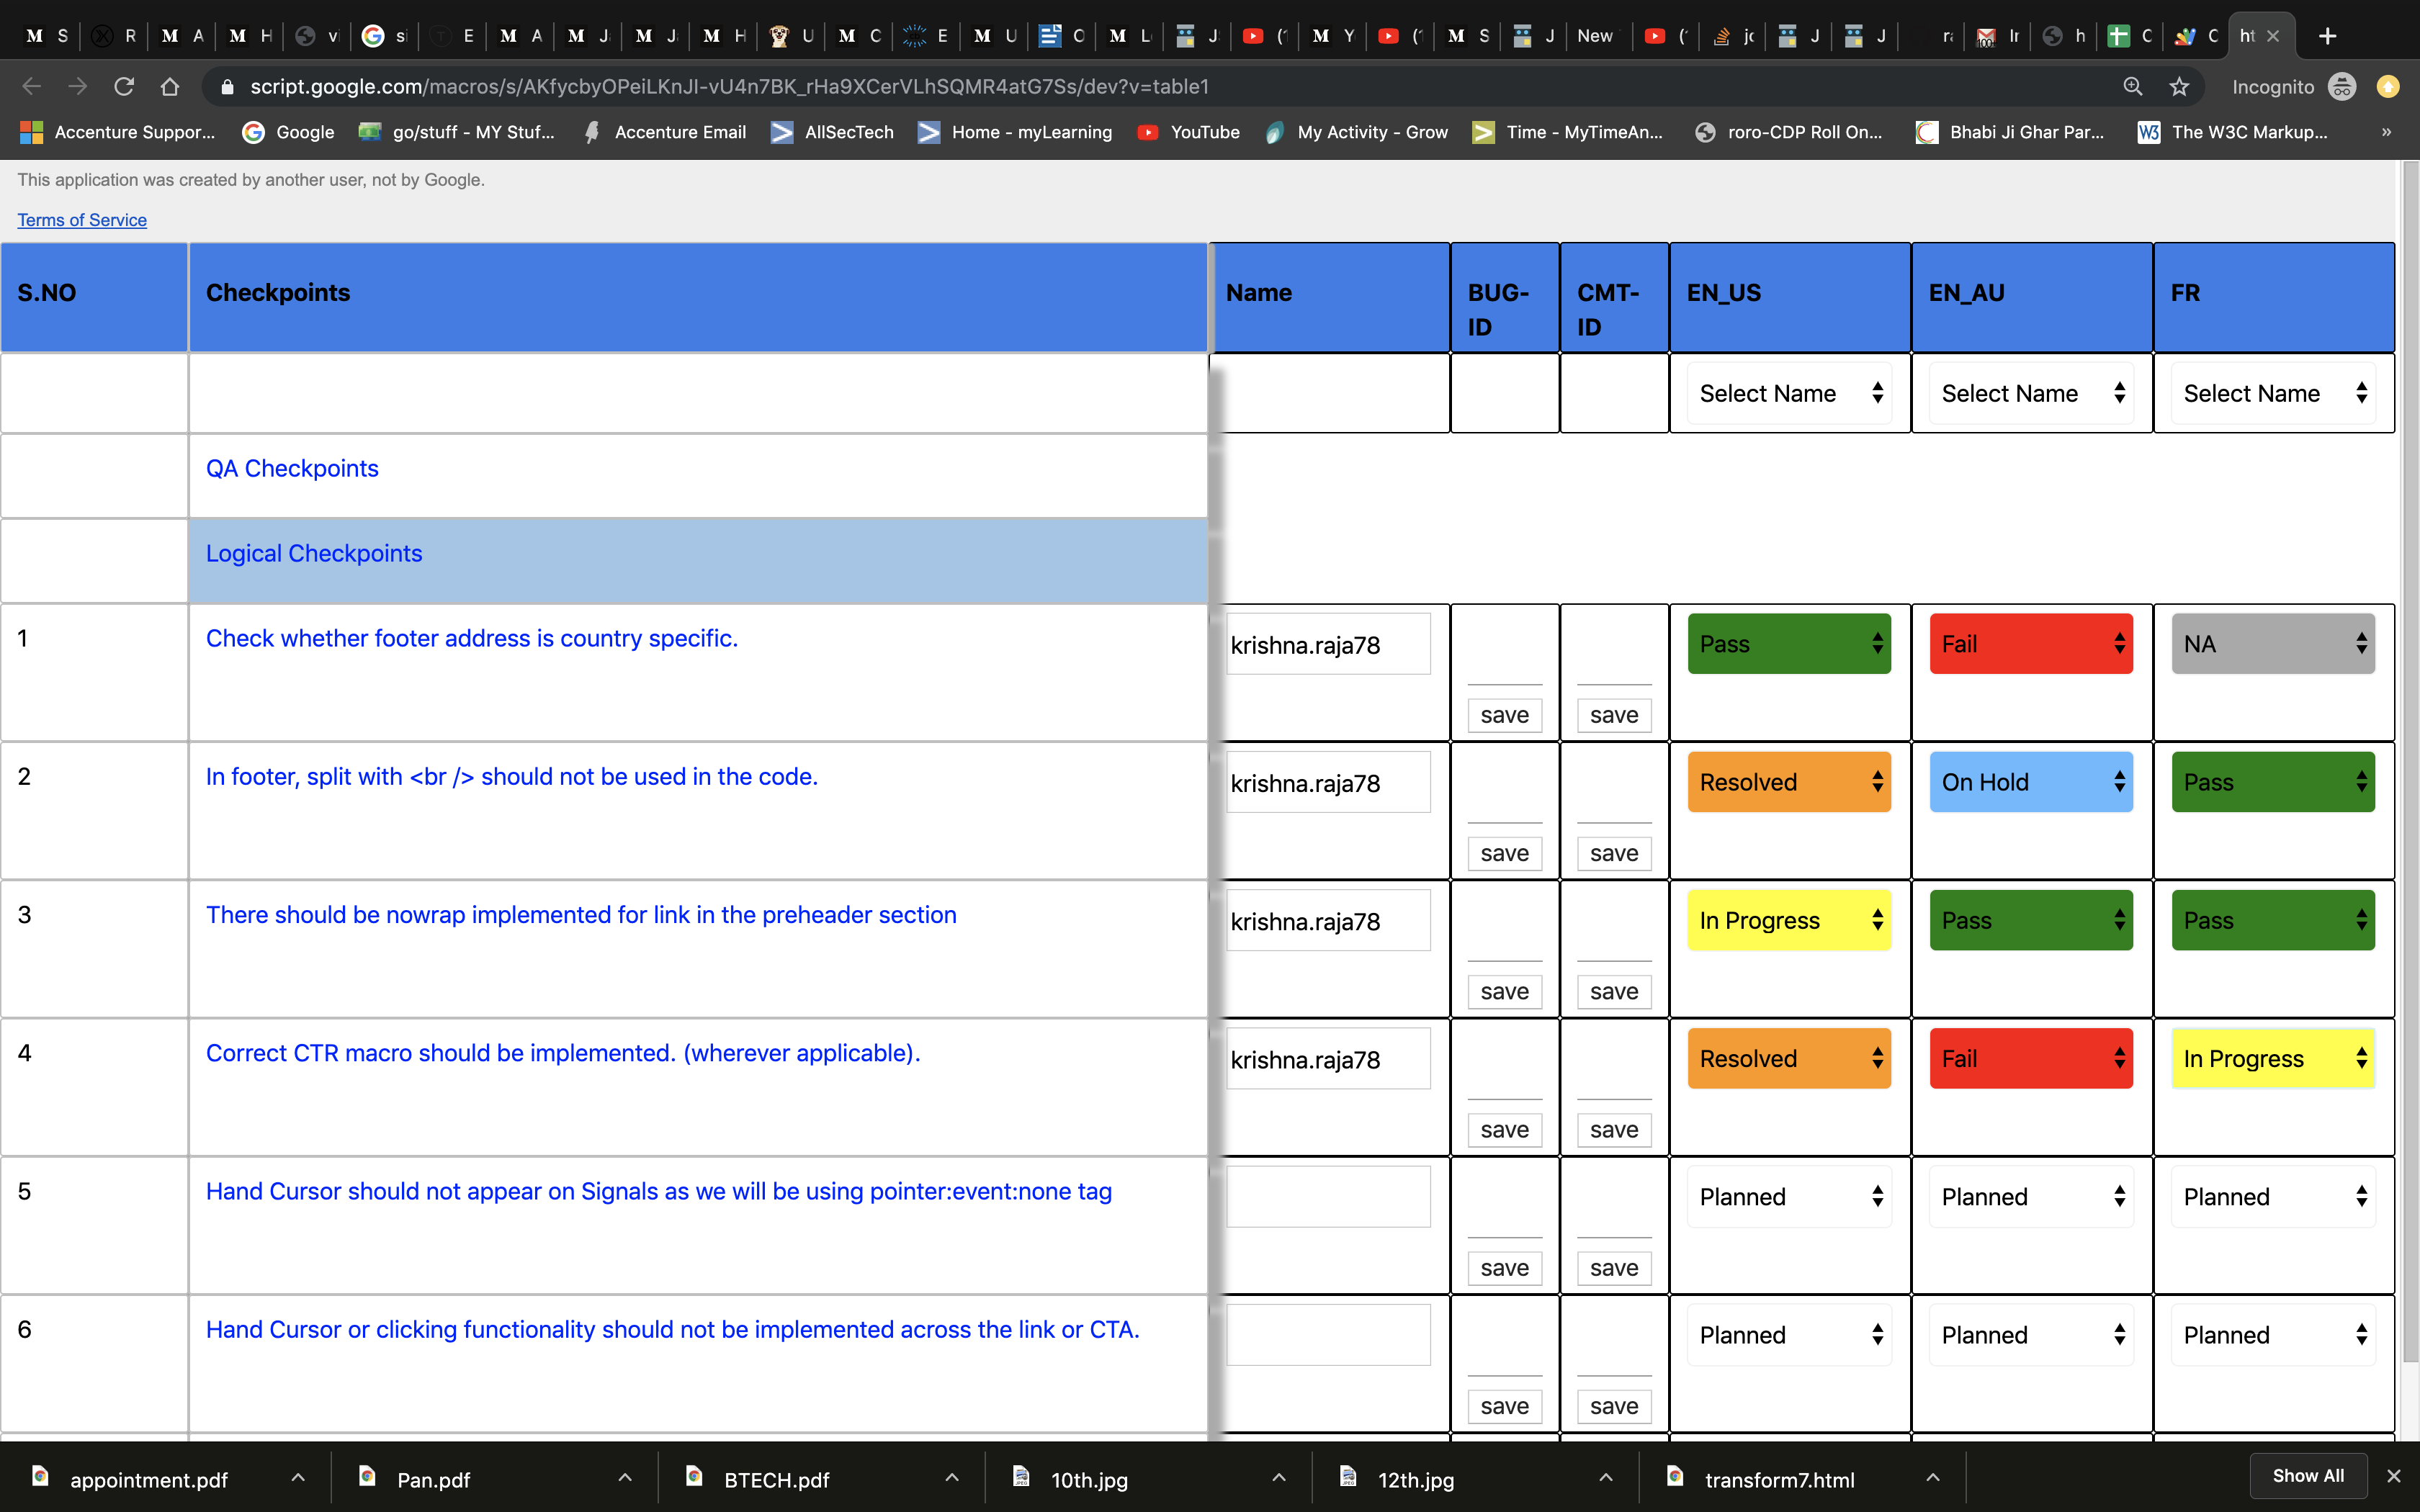 M S R M A M H v G si E M A M J M J M H U M C E M U C M L J M Y M S J New jc J J r Ir h C C ht
script.google.com/macros/s/AKfycbyOPeiLKnJI-vU4n7BK_rHa9XCerVLhSQMR4atG7Ss/dev?v=table1 Incognito
Accenture Suppor... Google go/stuff - MY Stuf... Accenture Email AllSecTech Home - myLearning YouTube My Activity - Grow Time - MyTimeAn... roro-CDP Roll On... Bhabi Ji Ghar Par... The W3C Markup... »
This application was created by another user, not by Google.
Terms of Service
S.NO Checkpoints Name BUG-ID CMT-ID EN_US EN_AU FR
Select Name Select Name Select Name
QA Checkpoints
Logical Checkpoints
1 Check whether footer address is country specific. krishna.raja78 Pass Fail NA
save save
2 In footer, split with <br /> should not be used in the code. krishna.raja78 Resolved On Hold Pass
save save
3 There should be nowrap implemented for link in the preheader section krishna.raja78 In Progress Pass Pass
save save
4 Correct CTR macro should be implemented. (wherever applicable). krishna.raja78 Resolved Fail In Progress
save save
5 Hand Cursor should not appear on Signals as we will be using pointer:event:none tag Planned Planned Planned
save save
6 Hand Cursor or clicking functionality should not be implemented across the link or CTA. Planned Planned Planned
save save
appointment.pdf Pan.pdf BTECH.pdf 10th.jpg 12th.jpg transform7.html Show All